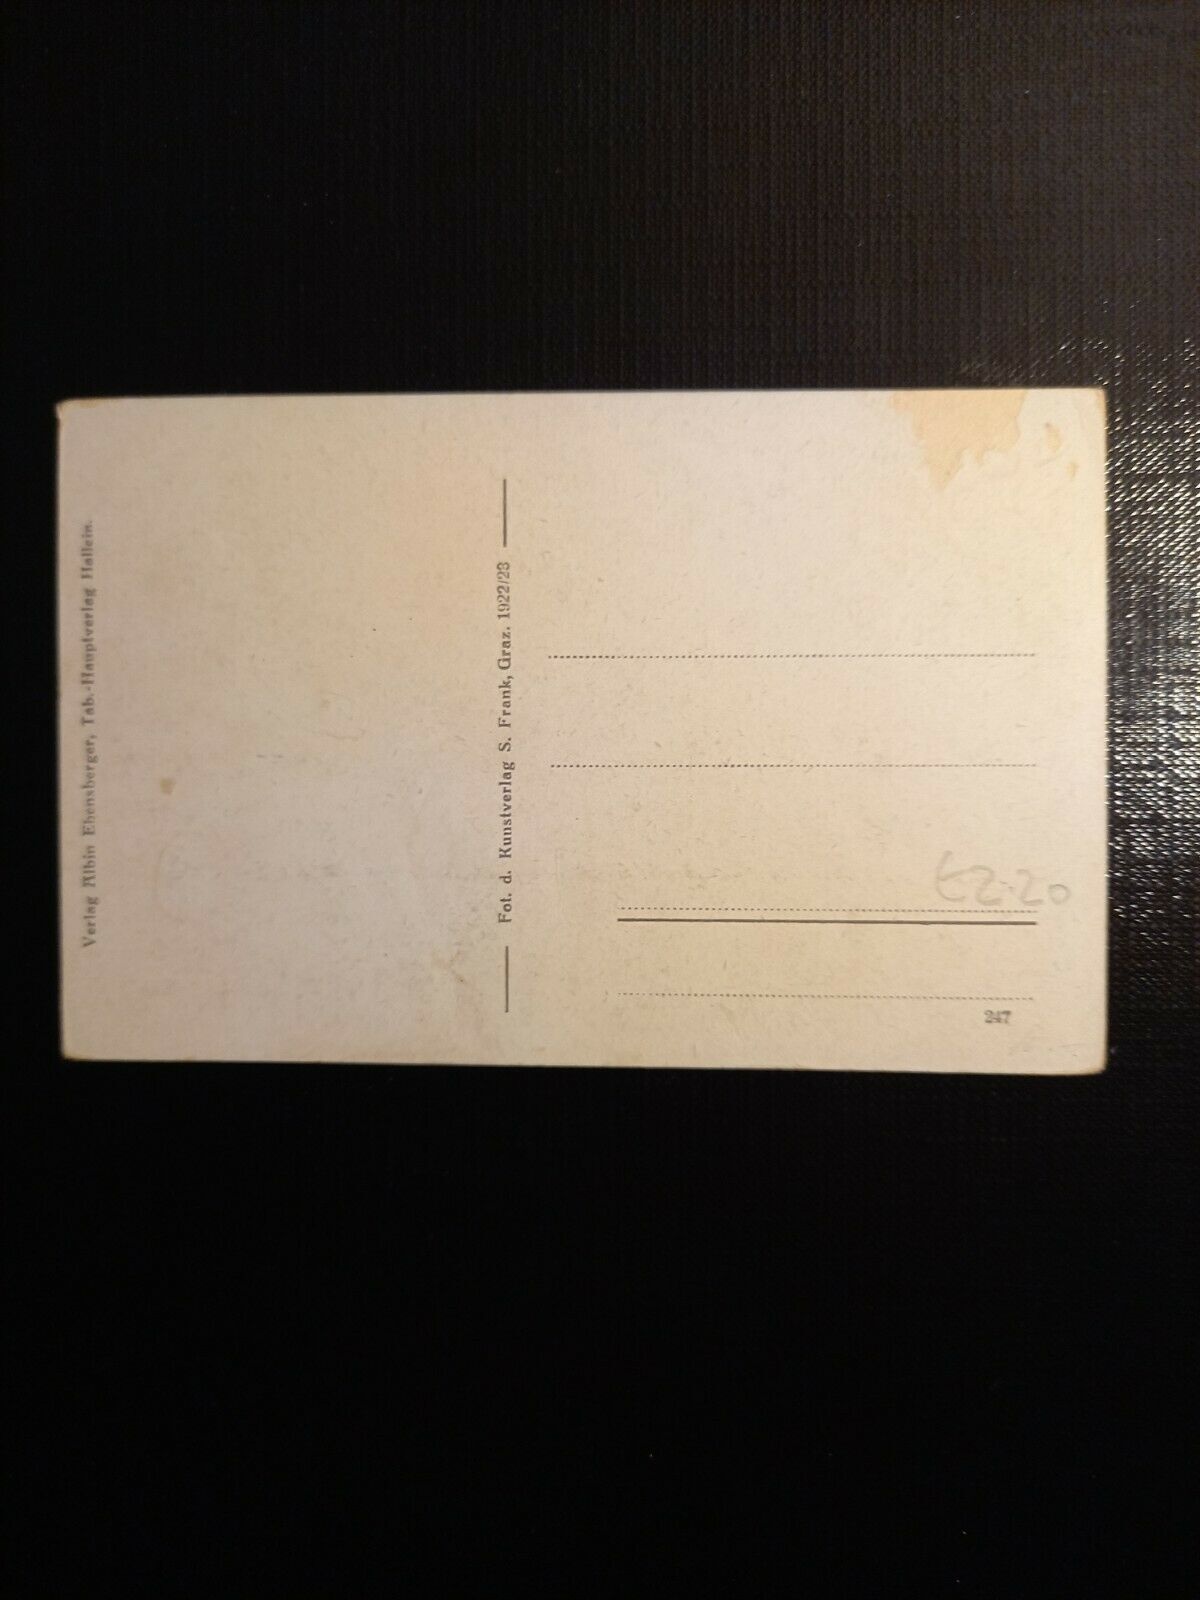 Verlag Albin Ebensberger, Tab.-Hauptverlag Hallein.
Fot. d. Kunstverlag S. Frank, Graz. 1922/23
£2.20
247